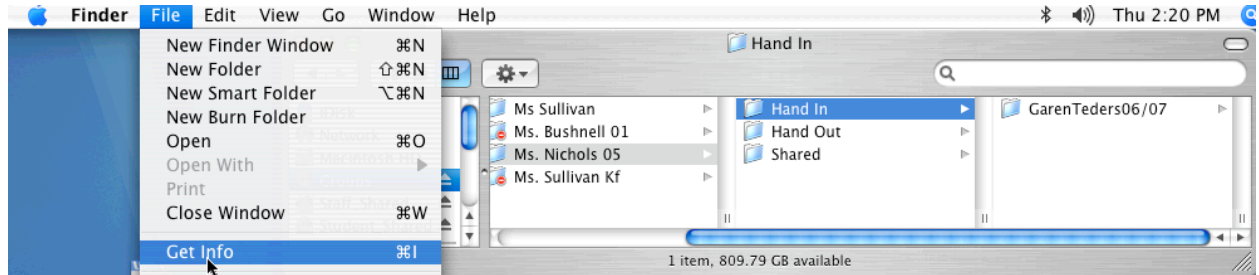 Finder File Edit View Go Window Help Thu 2:20 PM
New Finder Window ⌘N
New Folder ⇧⌘N
New Smart Folder ⌥⌘N
New Burn Folder
Open ⌘O
Open With
Print
Close Window ⌘W
Get Info ⌘I
Hand In
Ms Sullivan
Ms. Bushnell 01
Ms. Nichols 05
Ms. Sullivan Kf
Hand In
Hand Out
Shared
GarenTeders06/07
1 item, 809.79 GB available